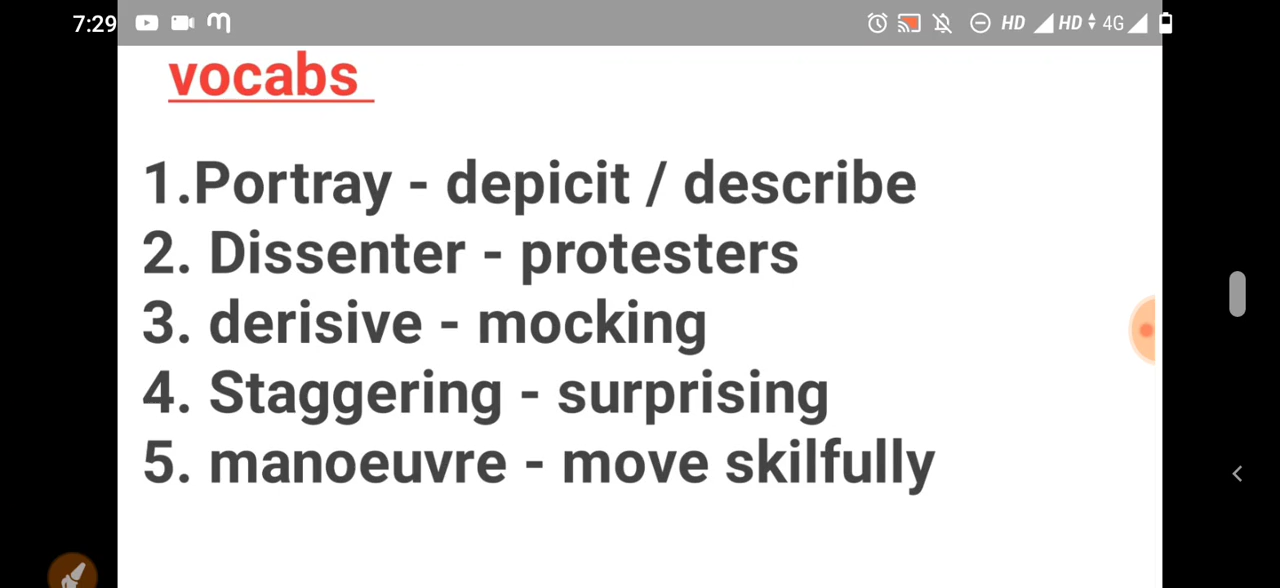 7:29 HD HD 4G
vocabs
1.Portray - depicit / describe
2. Dissenter - protesters
3. derisive - mocking
4. Staggering - surprising
5. manoeuvre - move skilfully